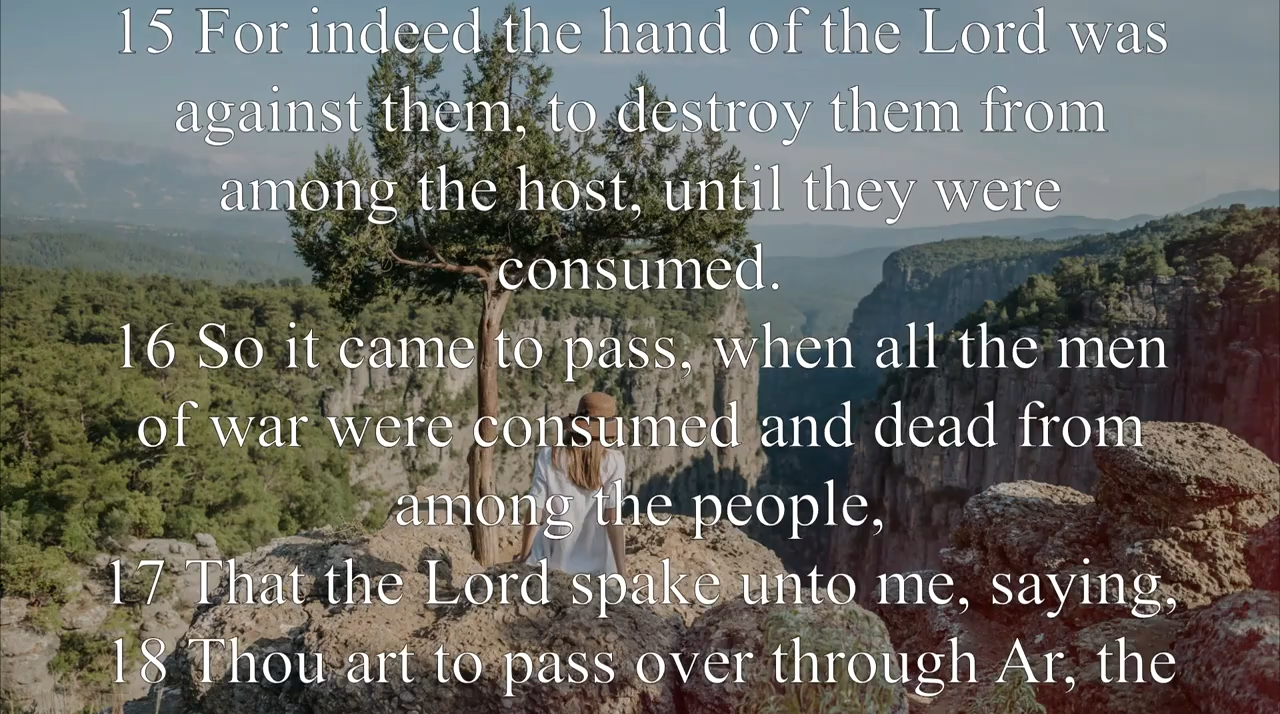 15 For indeed the hand of the Lord was
against them, to destroy them from
among the host, until they were
consumed.
16 So it came to pass, when all the men
of war were consumed and dead from
among the people,
17 That the Lord spake unto me, saying,
18 Thou art to pass over through Ar, the